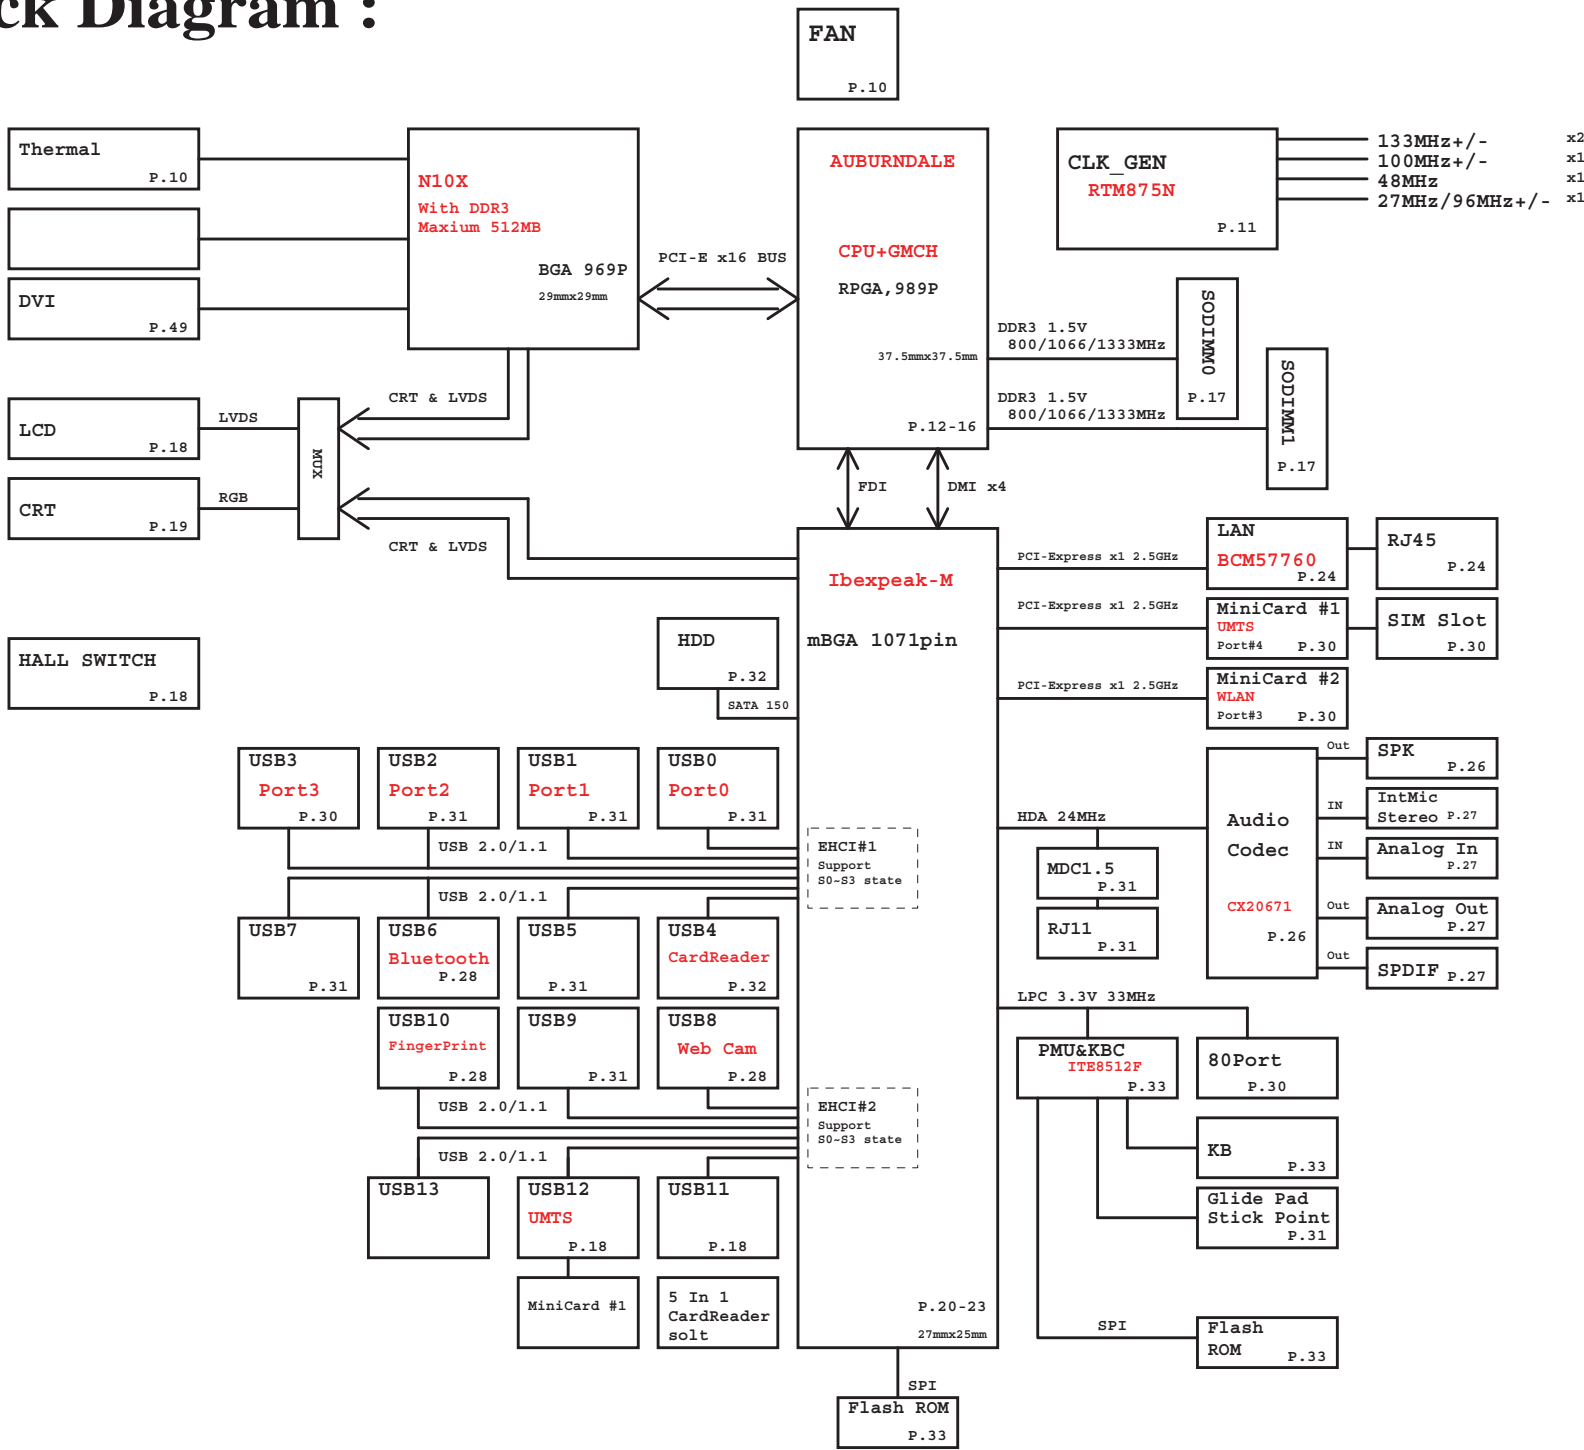 ck Diagram :
FAN
P.10
Thermal
P.10
DVI
P.49
N10X
With DDR3
Maxium 512MB
BGA 969P
29mmx29mm
PCI-E x16 BUS
AUBURNDALE
CPU+GMCH
RPGA,989P
37.5mmx37.5mm
P.12-16
CLK_GEN
RTM875N
P.11
133MHz+/- x2
100MHz+/- x1
48MHz x1
27MHz/96MHz+/- x1
DDR3 1.5V
800/1066/1333MHz
SODIMM0
P.17
DDR3 1.5V
800/1066/1333MHz
SODIMM1
P.17
LCD
P.18
LVDS
CRT
P.19
RGB
MUX
CRT & LVDS
CRT & LVDS
FDI
DMI x4
HALL SWITCH
P.18
Ibexpeak-M
mBGA 1071pin
HDD
P.32
SATA 150
PCI-Express x1 2.5GHz
LAN
BCM57760
P.24
RJ45
P.24
PCI-Express x1 2.5GHz
MiniCard #1
UMTS
Port#4 P.30
SIM Slot
P.30
PCI-Express x1 2.5GHz
MiniCard #2
WLAN
Port#3 P.30
USB3
Port3
P.30
USB2
Port2
P.31
USB1
Port1
P.31
USB0
Port0
P.31
USB 2.0/1.1
EHCI#1
Support
S0~S3 state
USB 2.0/1.1
USB7
P.31
USB6
Bluetooth
P.28
USB5
P.31
USB4
CardReader
P.32
HDA 24MHz
MDC1.5
P.31
RJ11
P.31
Audio
Codec
CX20671
P.26
Out
SPK
P.26
IN
IntMic
Stereo P.27
IN
Analog In
P.27
Out
Analog Out
P.27
Out
SPDIF P.27
USB10
FingerPrint
P.28
USB9
P.31
USB8
Web Cam
P.28
USB 2.0/1.1
EHCI#2
Support
S0~S3 state
USB 2.0/1.1
USB13
USB12
UMTS
P.18
USB11
P.18
MiniCard #1
5 In 1
CardReader
solt
LPC 3.3V 33MHz
PMU&KBC
ITE8512F
P.33
80Port
P.30
KB
P.33
Glide Pad
Stick Point
P.31
SPI
Flash
ROM P.33
P.20-23
27mmx25mm
SPI
Flash ROM
P.33